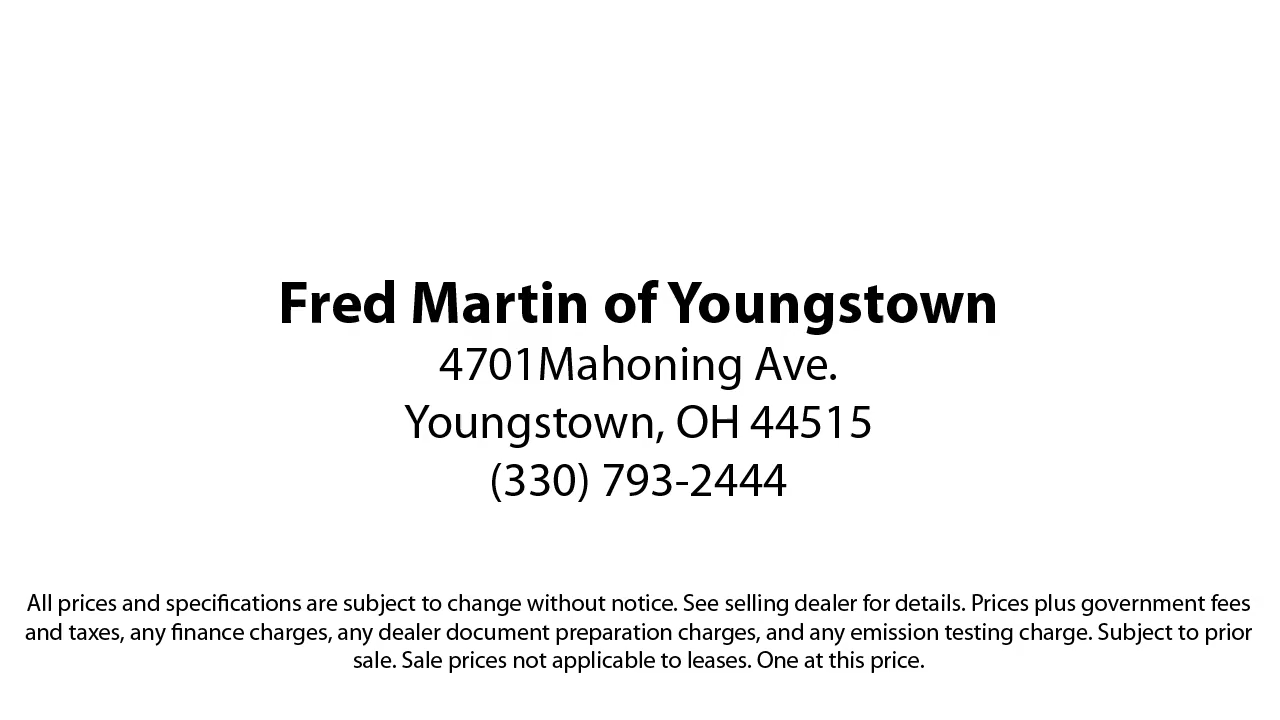 Fred Martin of Youngstown
4701Mahoning Ave.
Youngstown, OH 44515
(330) 793-2444
All prices and specifications are subject to change without notice. See selling dealer for details. Prices plus government fees
and taxes, any finance charges, any dealer document preparation charges, and any emission testing charge. Subject to prior
sale. Sale prices not applicable to leases. One at this price.